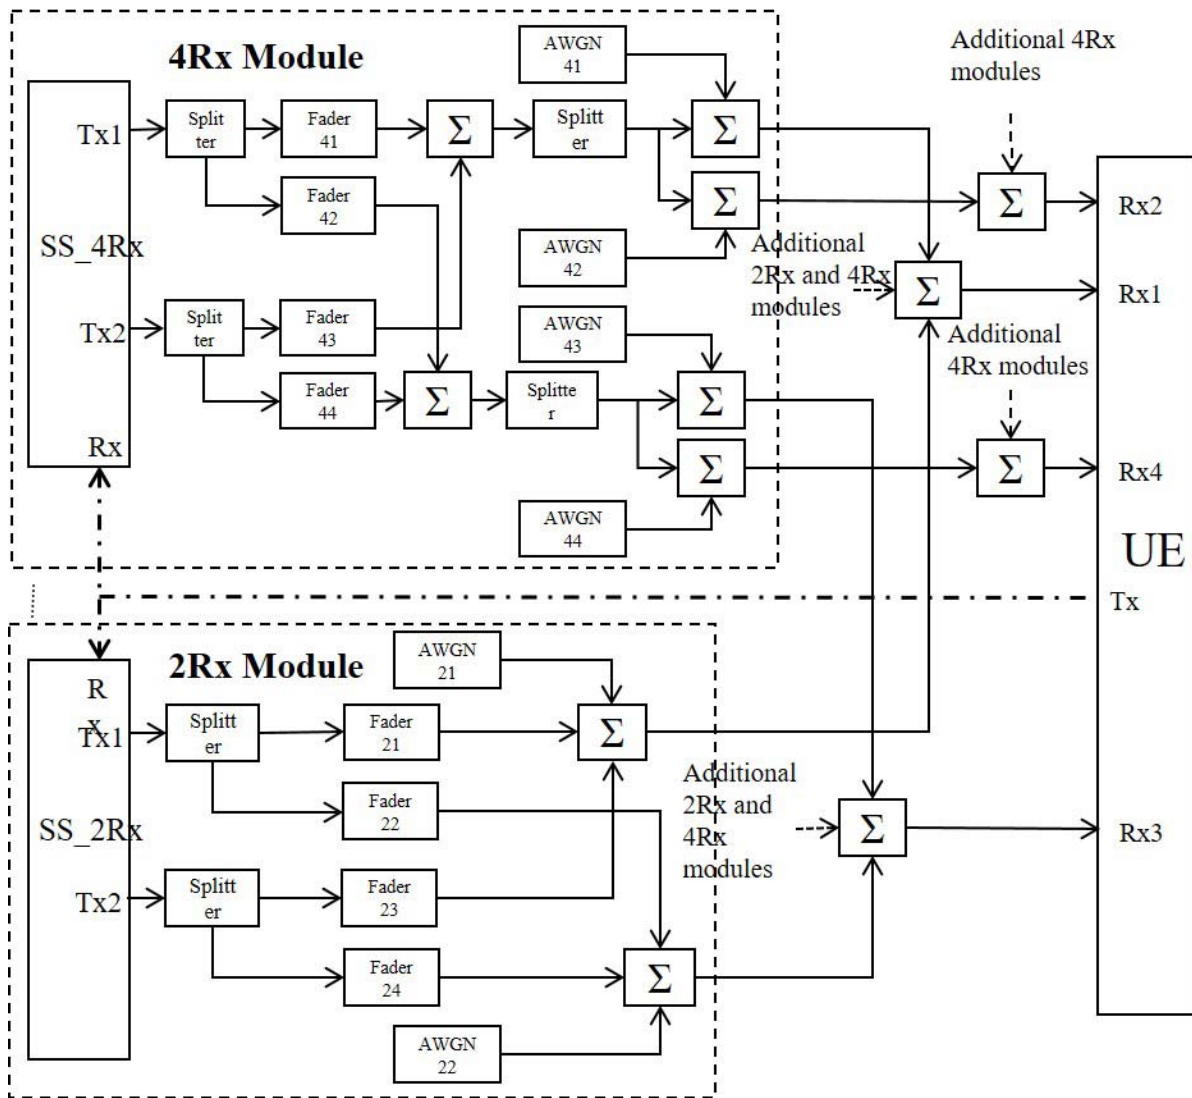 4Rx Module
AWGN
41
Additional 4Rx
modules
Tx1
Split
ter
Fader
41
Σ
Splitt
er
Σ
Fader
42
Σ
Σ
Rx2
SS_4Rx
AWGN
42
Additional
2Rx and 4Rx
modules
Σ
Rx1
Tx2
Split
ter
Fader
43
AWGN
43
Additional
4Rx modules
Fader
44
Σ
Splitte
r
Σ
Rx
Σ
Σ
Rx4
AWGN
44
UE
Tx
2Rx Module
AWGN
21
R
x
Tx1
Splitt
er
Fader
21
Σ
Additional
2Rx and
4Rx
modules
Fader
22
SS_2Rx
Σ
Rx3
Tx2
Splitt
er
Fader
23
Fader
24
Σ
AWGN
22